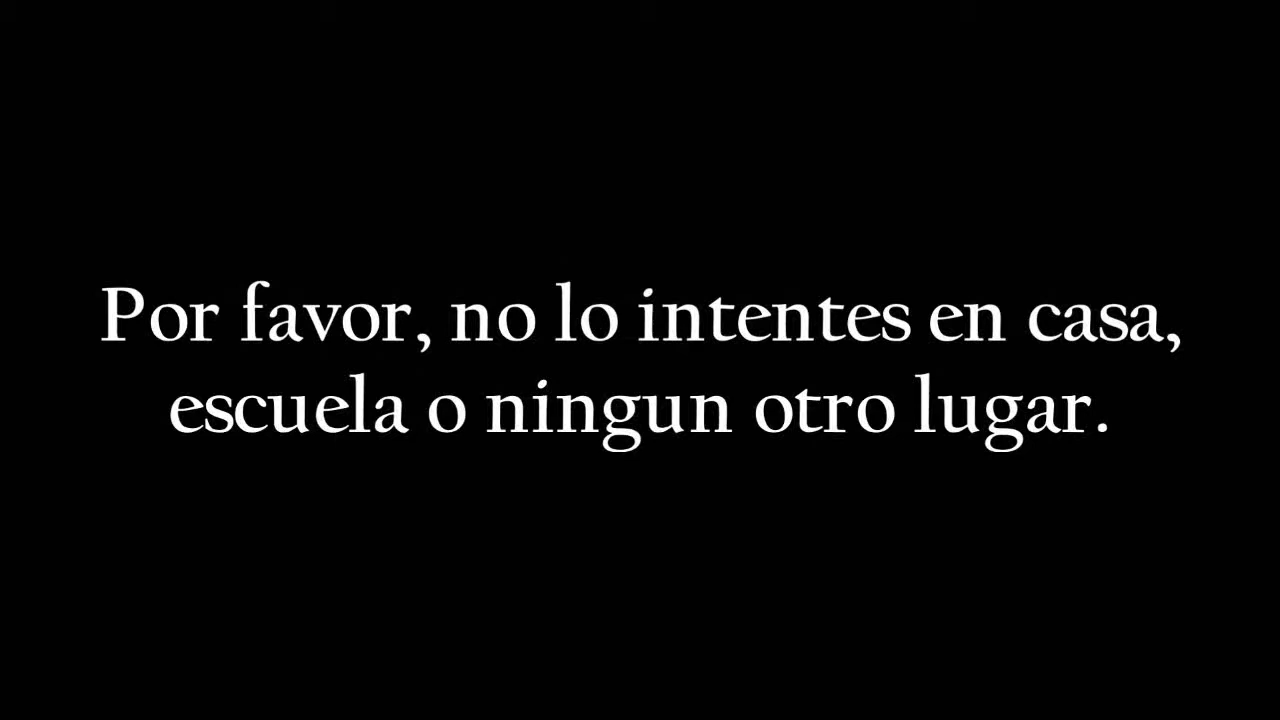 Por favor, no lo intentes en casa,
escuela o ningun otro lugar.